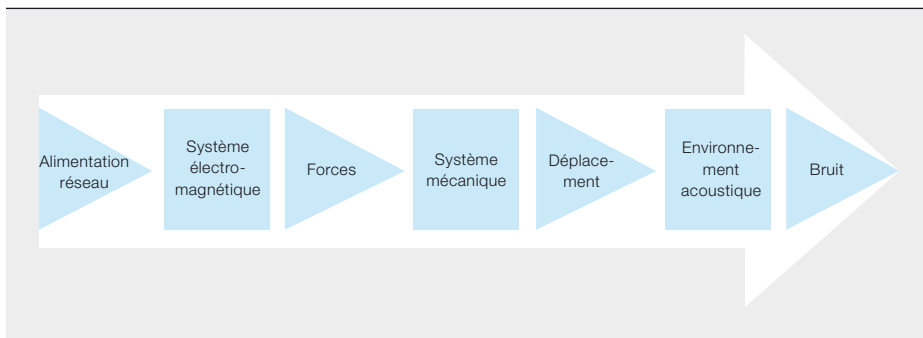 Alimentation
réseau
Système
électro-
magnétique
Forces
Système
mécanique
Déplace-
ment
Environne-
ment
acoustique
Bruit